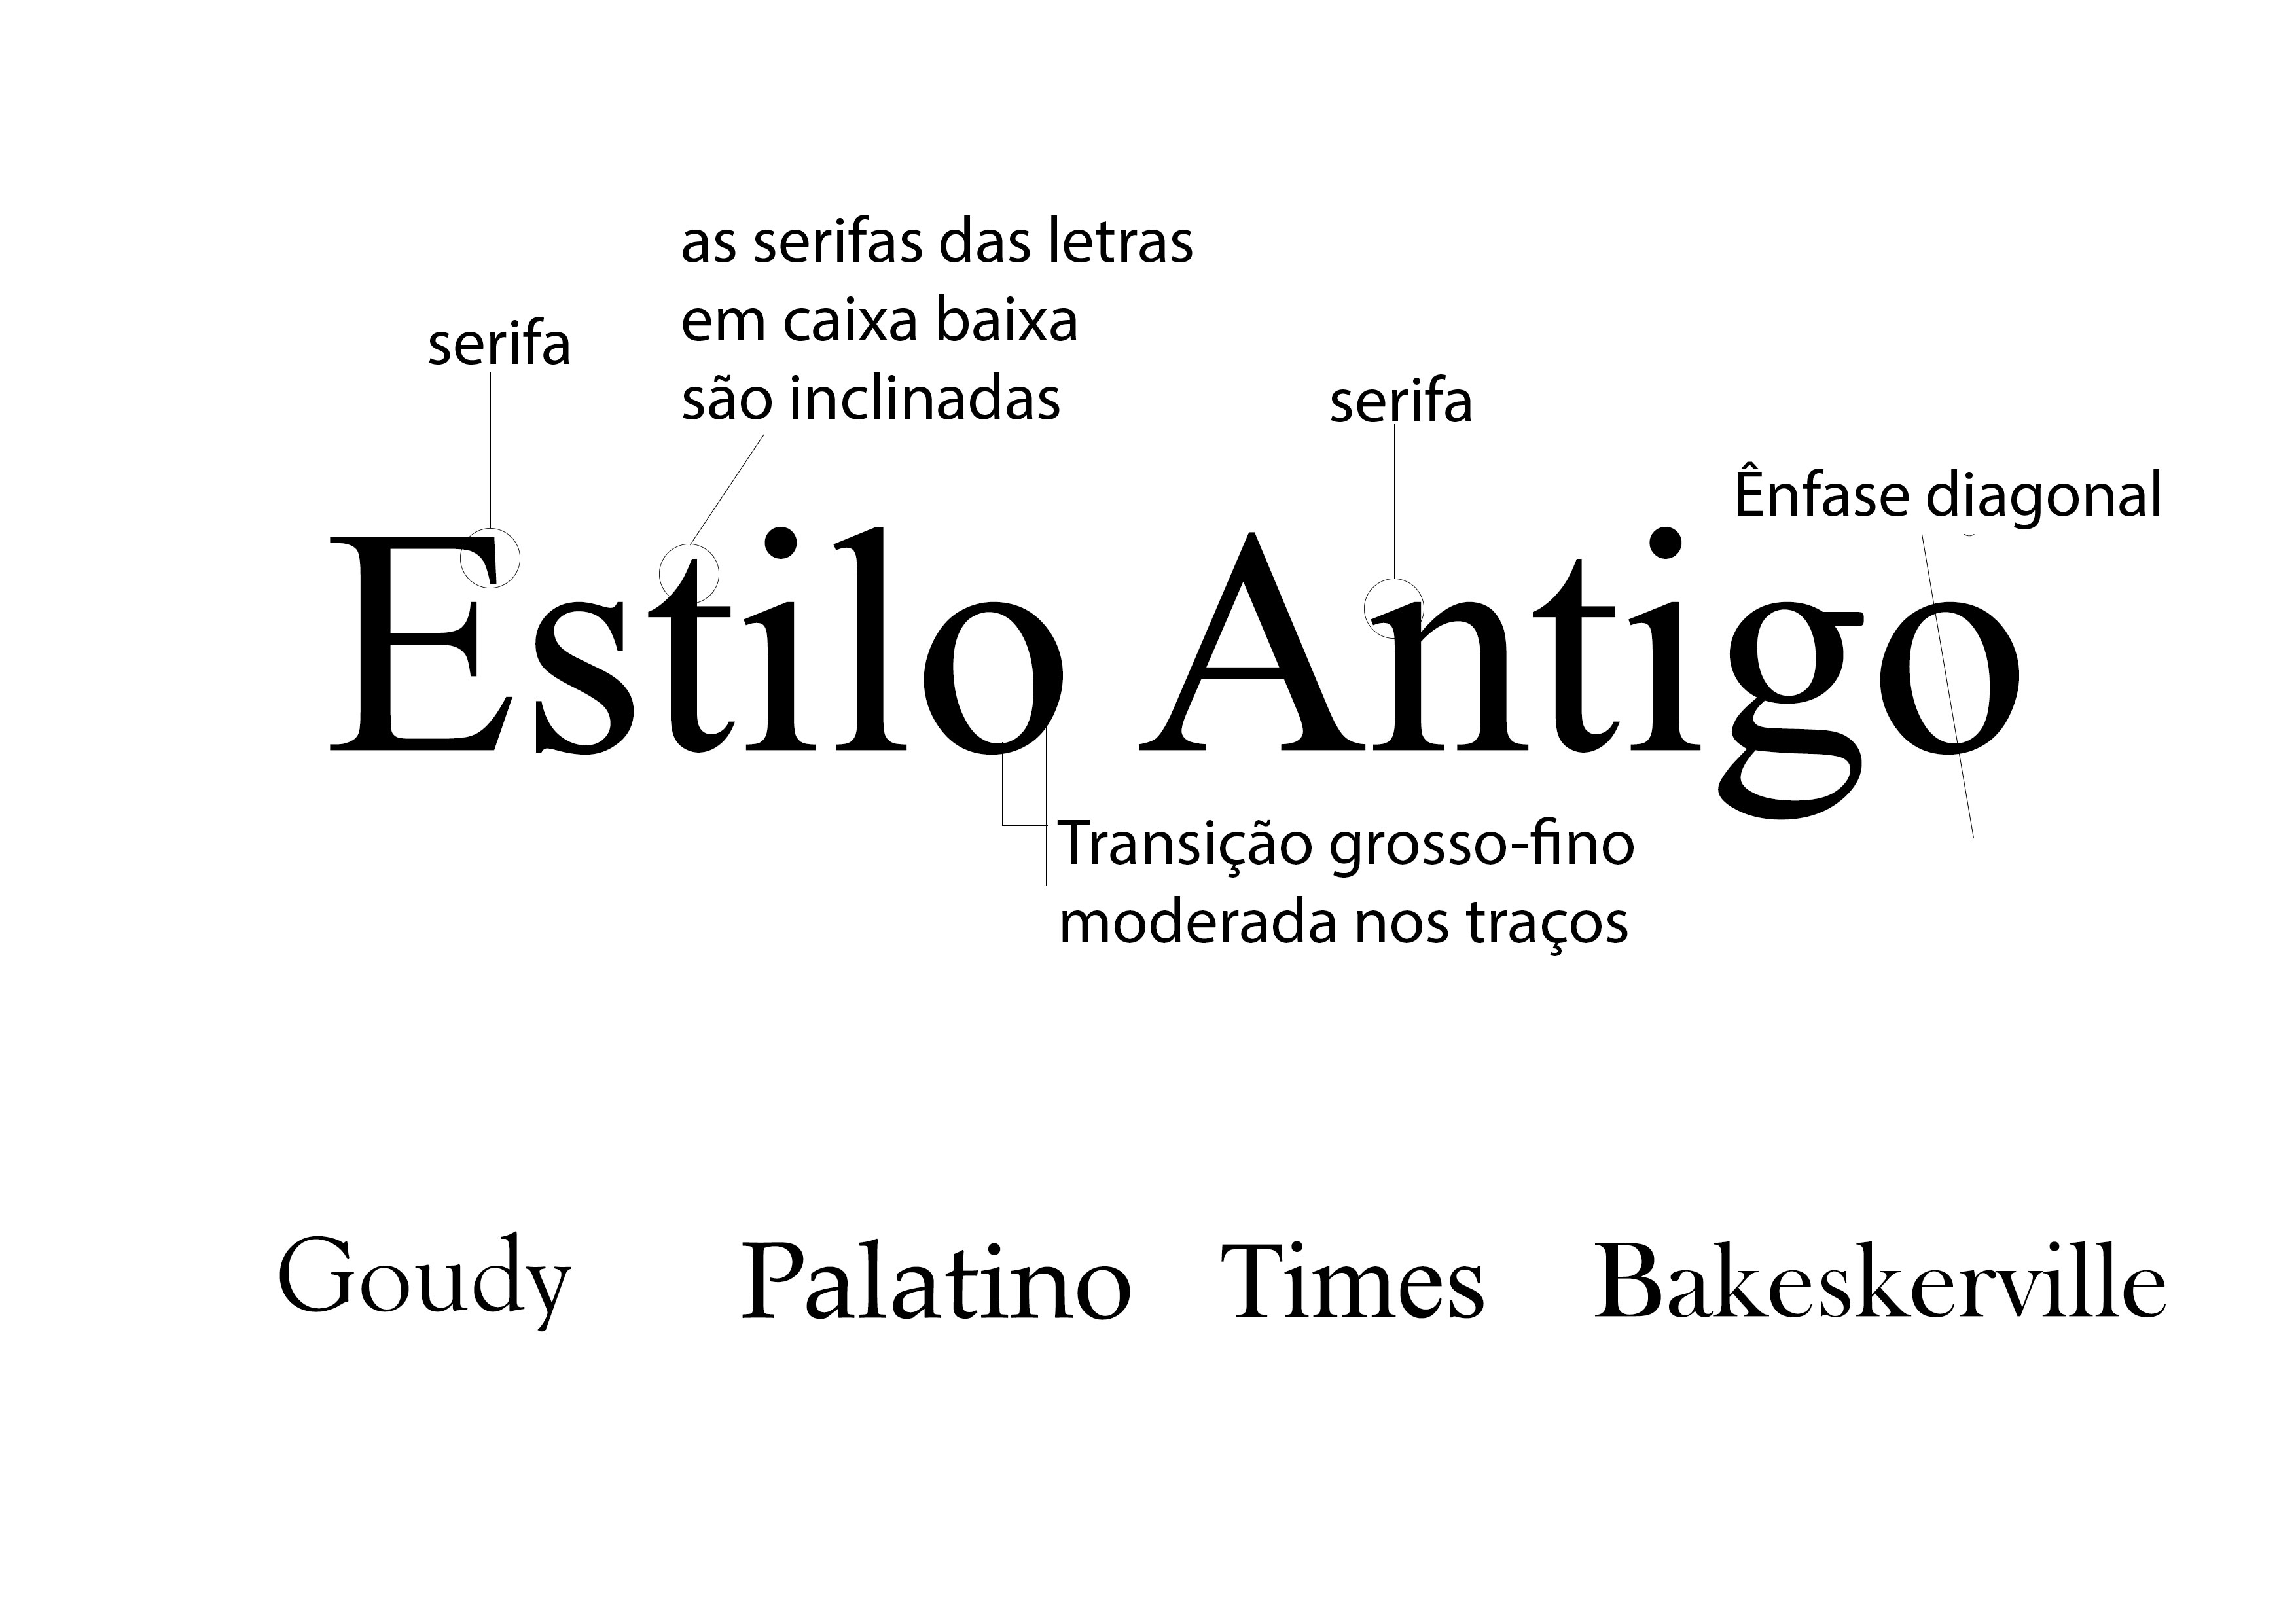 as serifas das letras
em caixa baixa
são inclinadas
serifa
serifa
Ênfase diagonal
Estilo Antigo
Transição grosso-fino
moderada nos traços
Goudy Palatino Times Bakeskerville